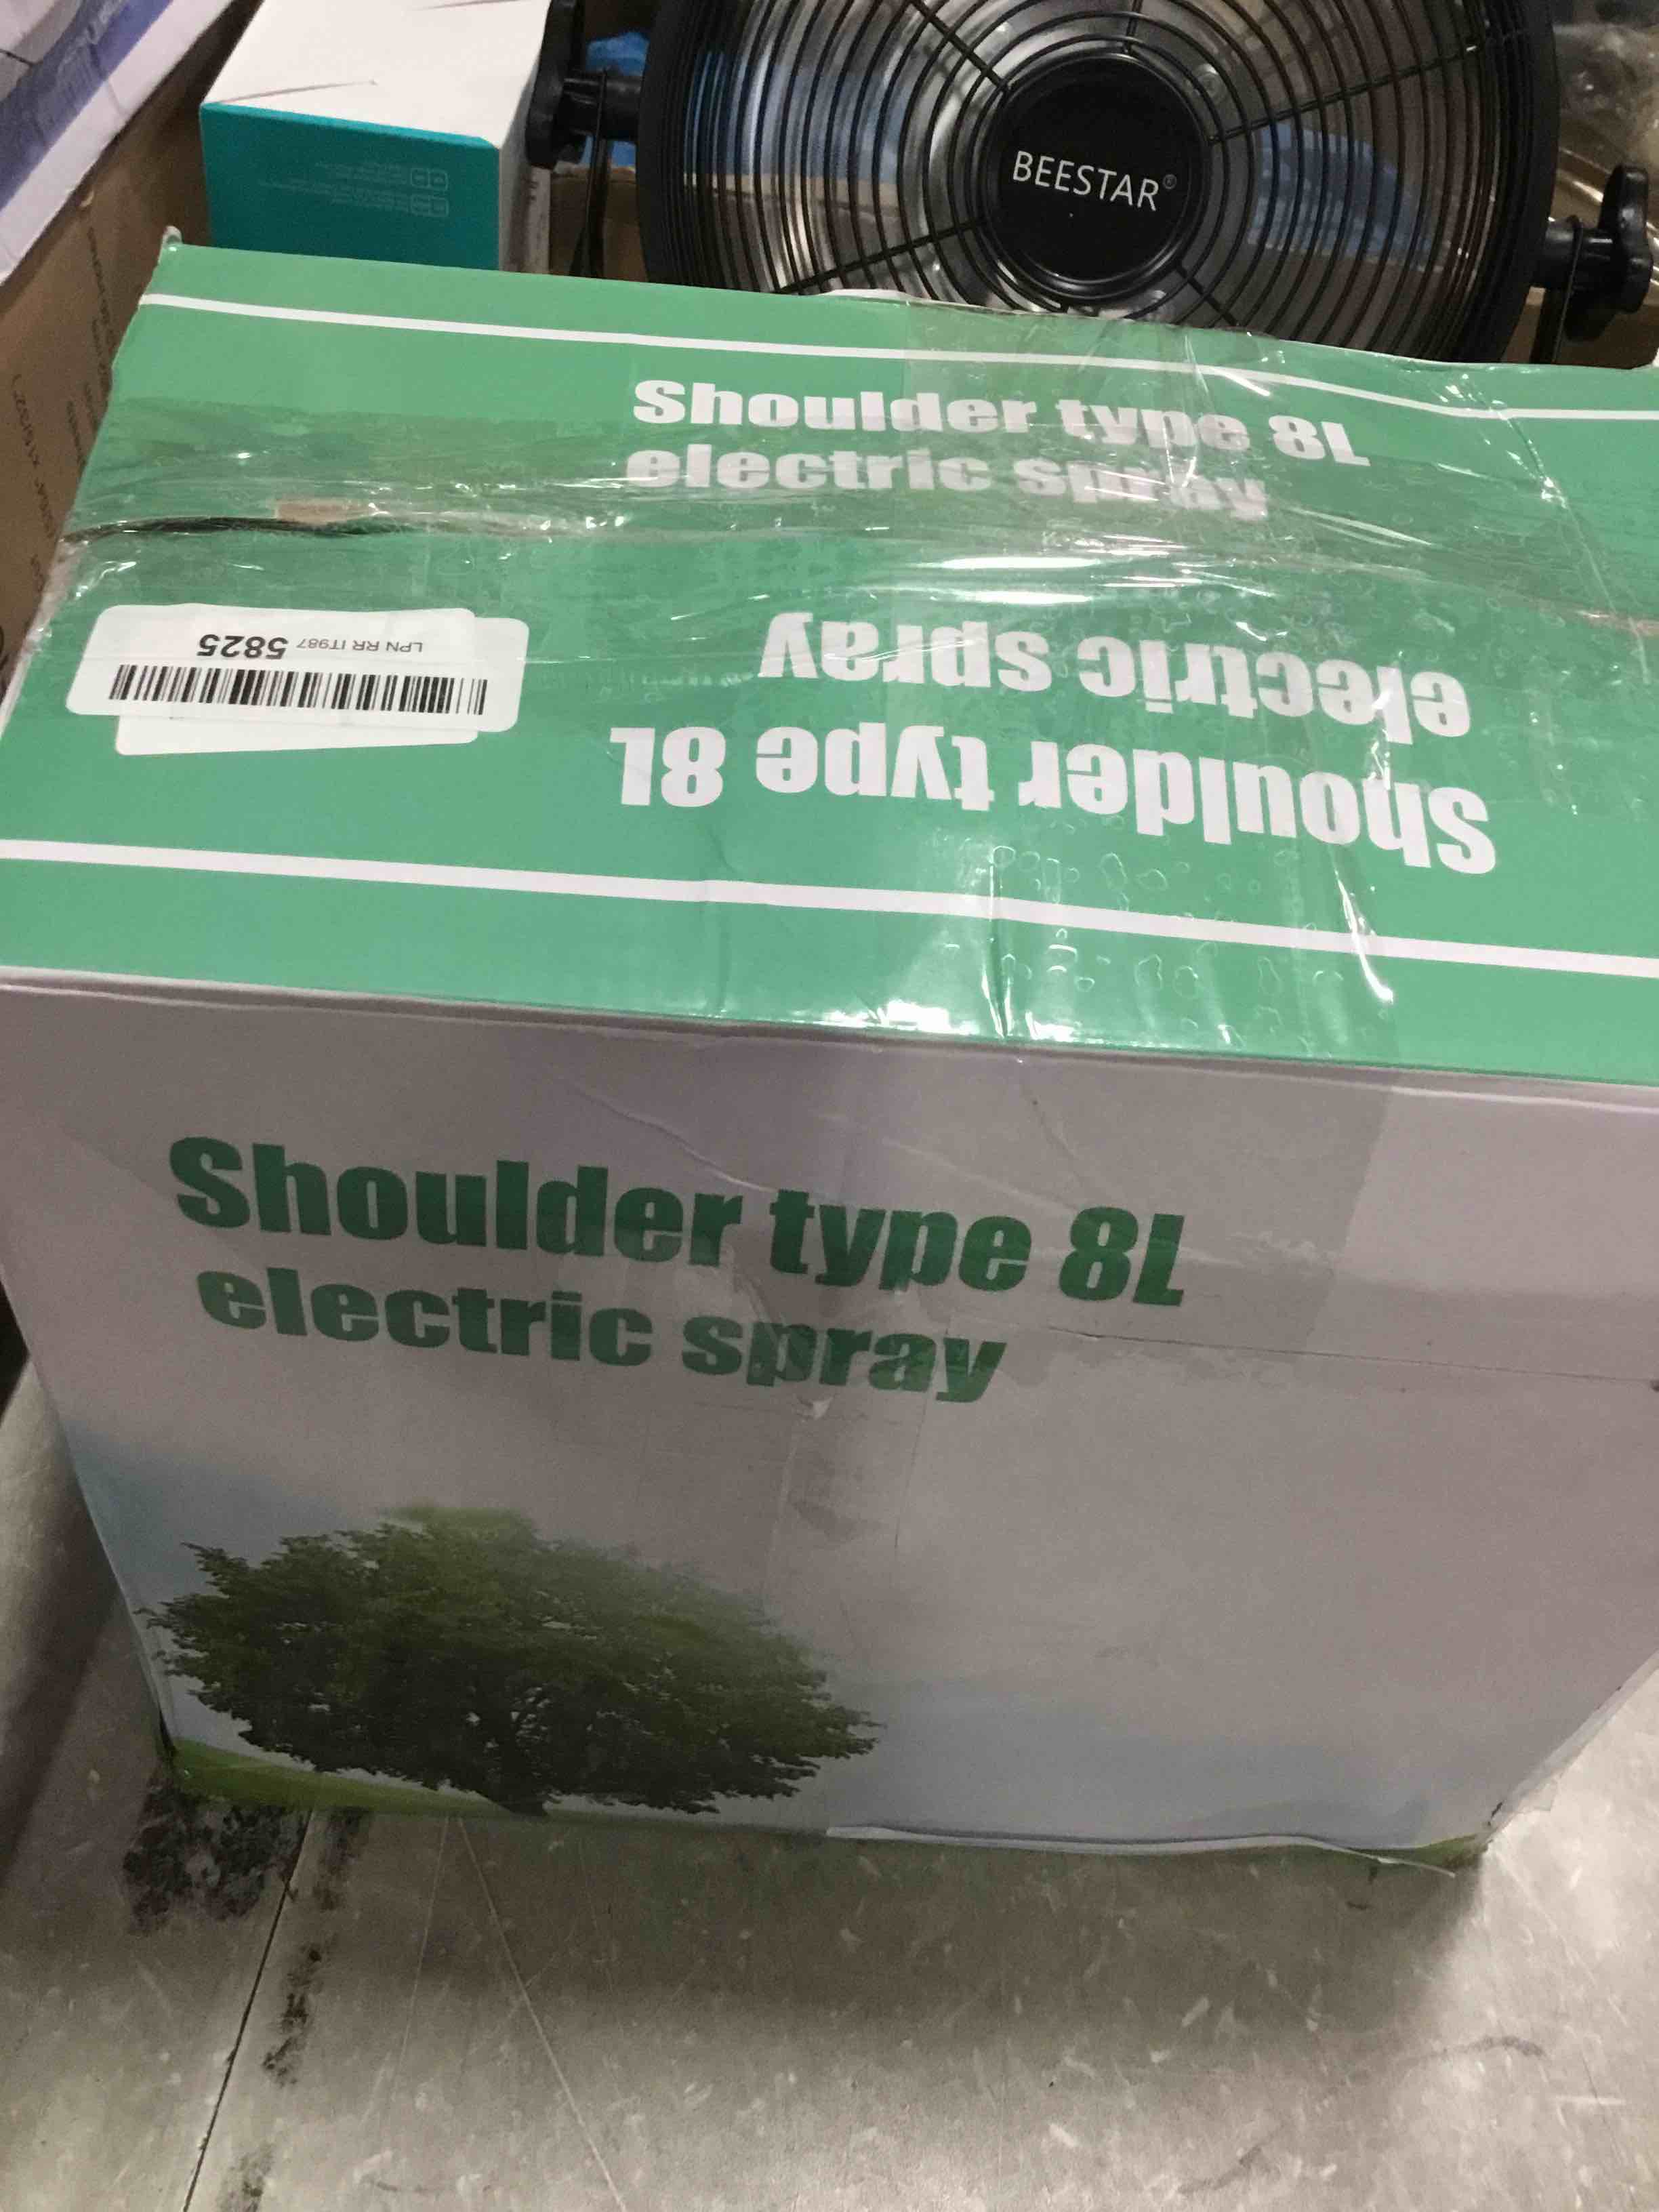 BEESTAR®
Shoulder type 8L
electric spray
Shoulder type 8L
electric spray
LPN RR IT987 5825
Shoulder type 8L
electric spray